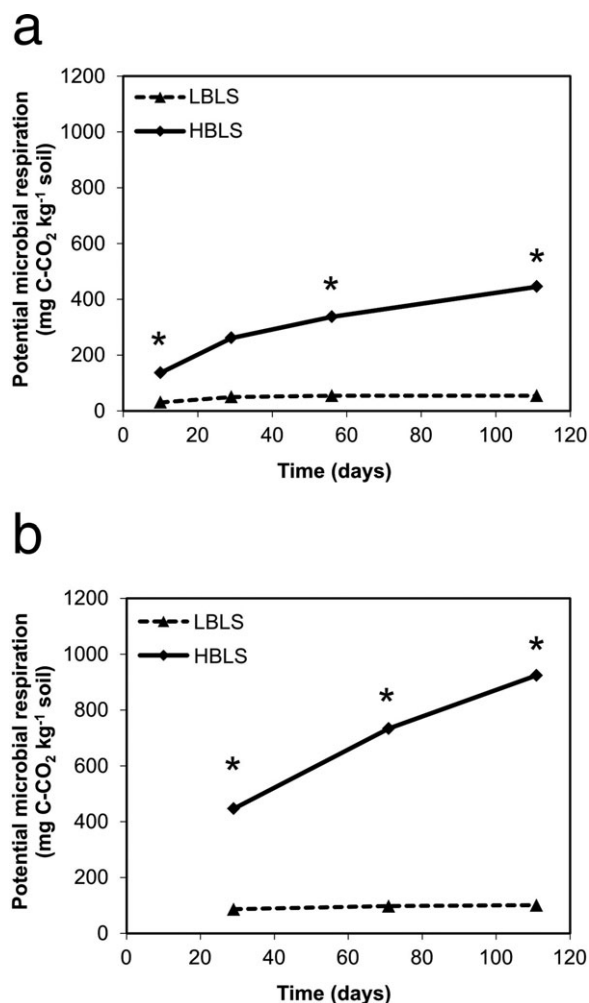 a
Potential microbial respiration
(mg C-CO₂ kg⁻¹ soil)
1200
1000
800
600
400
200
0
LBLS
HBLS
*
*
*
0 20 40 60 80 100 120
Time (days)
b
Potential microbial respiration
(mg C-CO₂ kg⁻¹ soil)
1200
1000
800
600
400
200
0
LBLS
HBLS
*
*
*
0 20 40 60 80 100 120
Time (days)